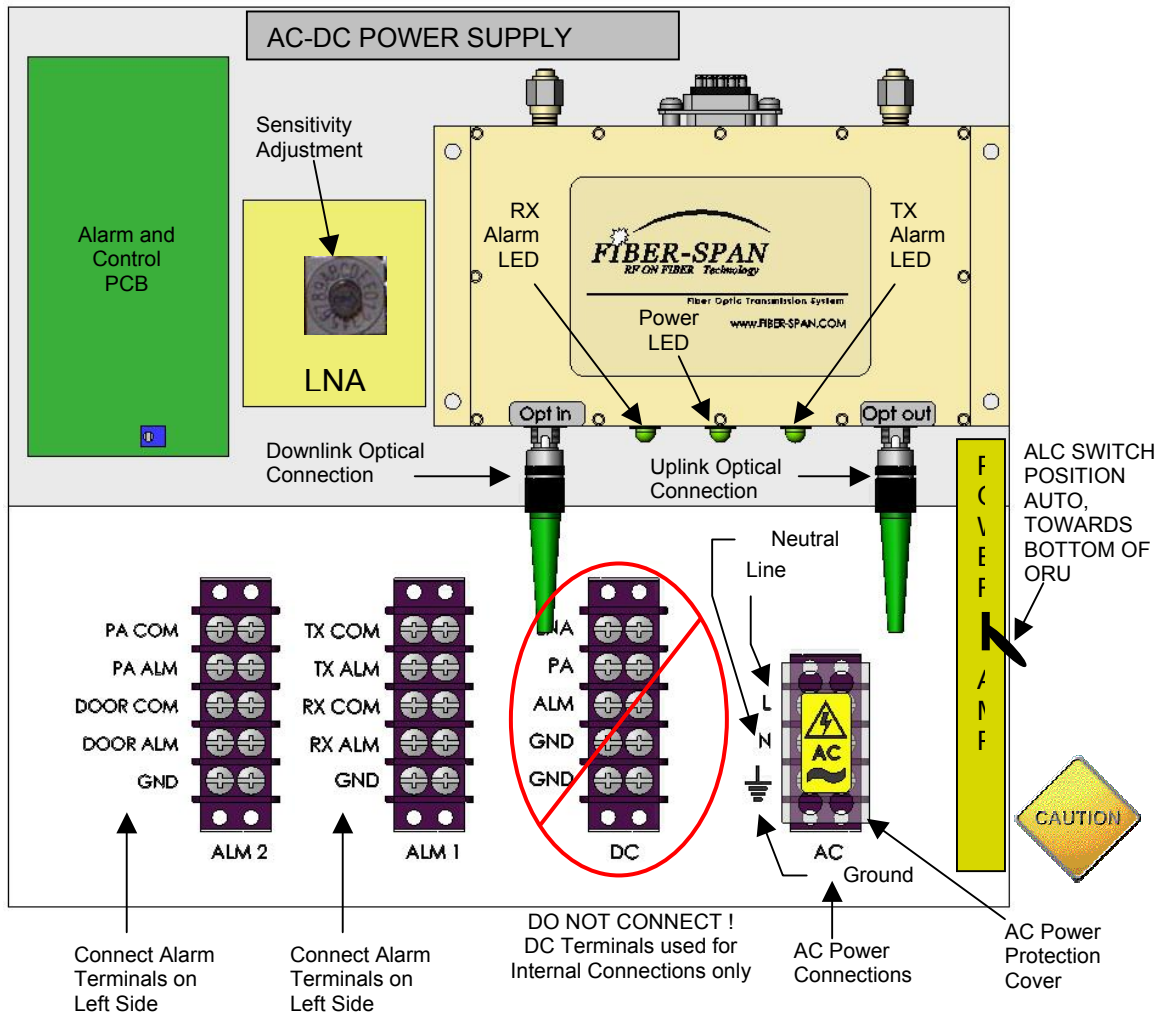 AC-DC POWER SUPPLY
Sensitivity
Adjustment
Alarm and
Control
PCB
LNA
RX
Alarm
LED
TX
Alarm
LED
FIBER-SPAN
RF ON FIBER Technology
Fiber Optic Transmission System
www.FIBER-SPAN.COM
Power
LED
Opt in
Opt out
Downlink Optical
Connection
Uplink Optical
Connection
ALC SWITCH
POSITION
AUTO,
TOWARDS
BOTTOM OF
ORU
Neutral
Line
PA COM
PA ALM
DOOR COM
DOOR ALM
GND
ALM 2
TX COM
TX ALM
RX COM
RX ALM
GND
ALM 1
PA
ALM
GND
GND
DC
L
N
AC
AC
Ground
CAUTION
Connect Alarm
Terminals on
Left Side
Connect Alarm
Terminals on
Left Side
DO NOT CONNECT !
DC Terminals used for
Internal Connections only
AC Power
Connections
AC Power
Protection
Cover